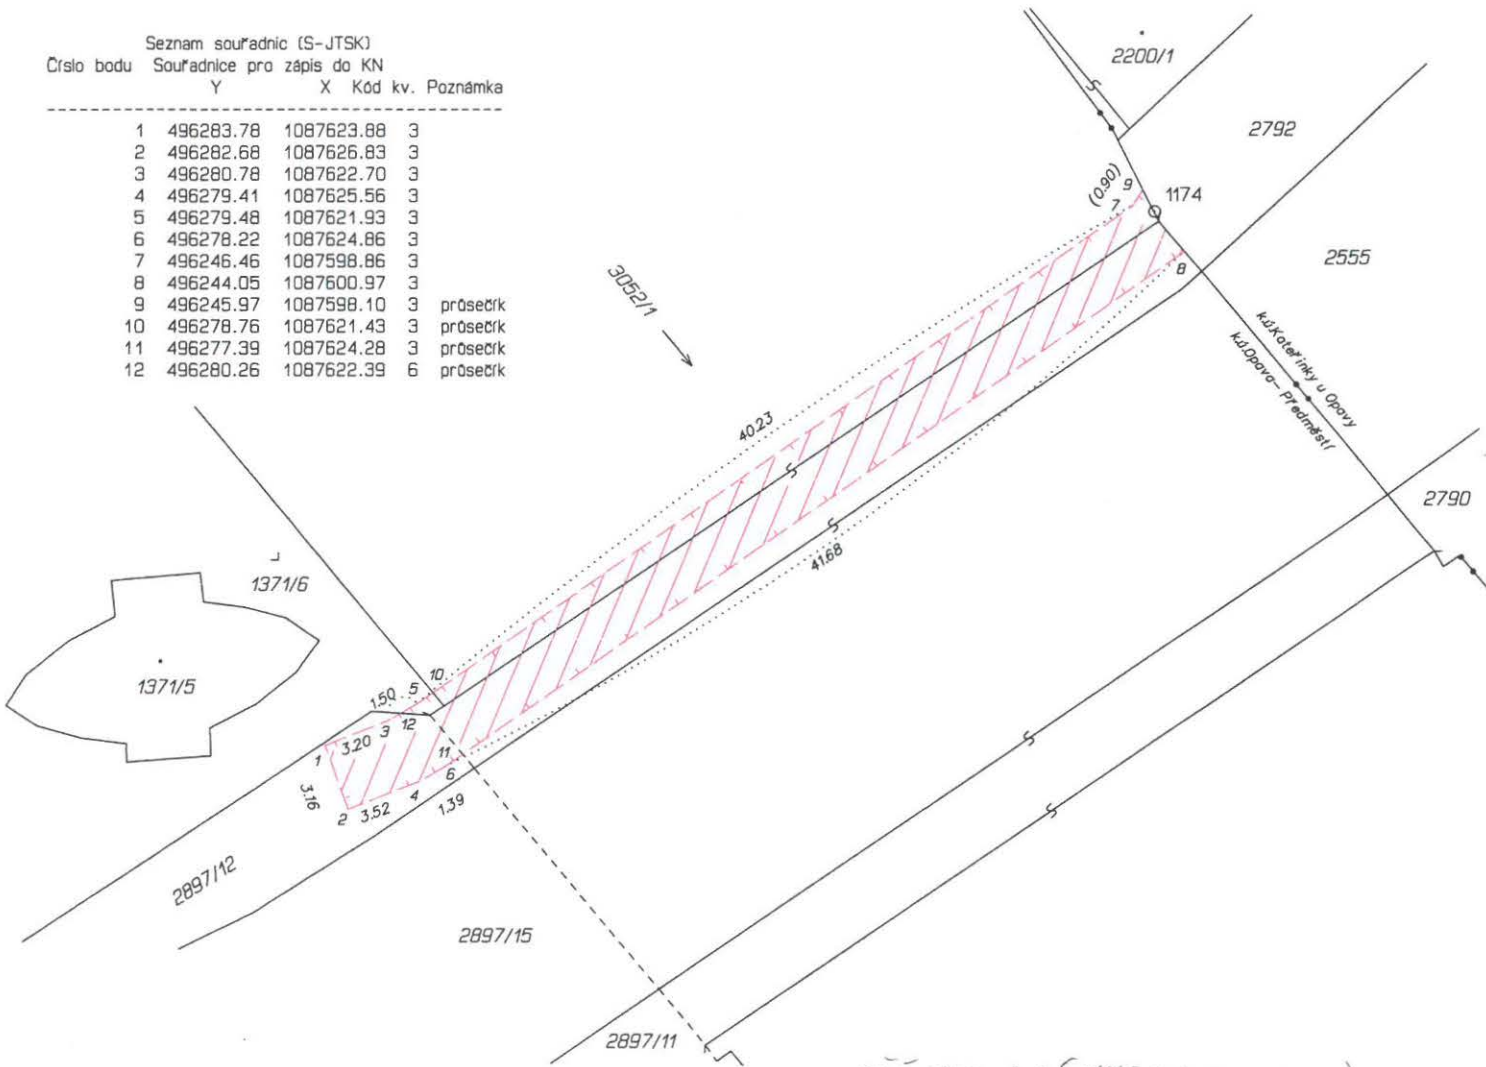 Seznam souřadnic (S-JTSK)
Číslo bodu Souřadnice pro zápis do KN
Y X Kód kv. Poznámka
1 496283.78 1087623.88 3
2 496282.68 1087626.83 3
3 496280.78 1087622.70 3
4 496279.41 1087625.56 3
5 496279.48 1087621.93 3
6 496278.22 1087624.86 3
7 496246.46 1087598.86 3
8 496244.05 1087600.97 3
9 496245.97 1087598.10 3 průsečík
10 496278.76 1087621.43 3 průsečík
11 496277.39 1087624.28 3 průsečík
12 496280.26 1087622.39 6 průsečík
2200/1
2792
(0.90)
9
7
1174
8
2555
3052/1
k.ú.Kateřinky u Opavy
k.ú.Opava-Předměstí
40.23
41.68
2790
1371/6
1371/5
1.50
5
10
3.20
3
12
1
11
6
3.16
2
3.52
4
1.39
2897/12
2897/15
2897/11